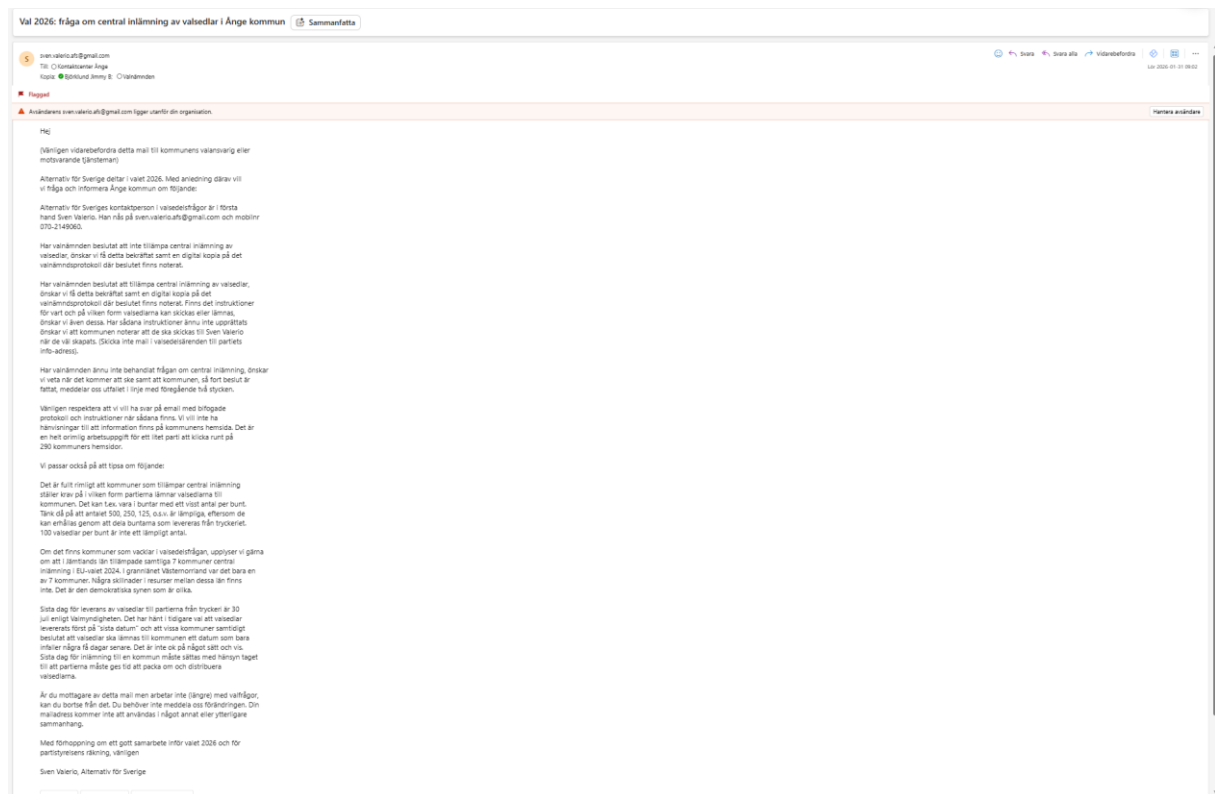 Val 2026: fråga om central inlämning av valsedlar i Ånge kommun Sammanfatta
S
sven.valerio.afs@gmail.com
Till: Kontaktcenter Ånge
Kopia: Björklund Jimmy B; Valnämnden
Svara Svara alla Vidarebefordra
Lör 2026-01-31 09:02
Flaggad
Avsändarens sven.valerio.afs@gmail.com ligger utanför din organisation.
Hantera avsändare
Hej
(Vänligen vidarebefordra detta mail till kommunens valansvarig eller
motsvarande tjänsteman)
Alternativ för Sverige deltar i valet 2026. Med anledning därav vill
vi fråga och informera Ånge kommun om följande:
Alternativ för Sveriges kontaktperson i valsedelsfrågor är i första
hand Sven Valerio. Han nås på sven.valerio.afs@gmail.com och mobilnr
070-2149060.
Har valnämnden beslutat att inte tillämpa central inlämning av
valsedlar, önskar vi få detta bekräftat samt en digital kopia på det
valnämndsprotokoll där beslutet finns noterat.
Har valnämnden beslutat att tillämpa central inlämning av valsedlar,
önskar vi få detta bekräftat samt en digital kopia på det
valnämndsprotokoll där beslutet finns noterat. Finns det instruktioner
för vart och på vilken form valsedlarna kan skickas eller lämnas,
önskar vi även dessa. Har sådana instruktioner ännu inte upprättats
önskar vi att kommunen noterar att de ska skickas till Sven Valerio
när de väl skapats. (Skicka inte mail i valsedelsärenden till partiets
info-adress).
Har valnämnden ännu inte behandlat frågan om central inlämning, önskar
vi veta när det kommer att ske samt att kommunen, så fort beslut är
fattat, meddelar oss utfallet i linje med föregående två stycken.
Vänligen respektera att vi vill ha svar på email med bifogade
protokoll och instruktioner när sådana finns. Vi vill inte ha
hänvisningar till att information finns på kommunens hemsida. Det är
en helt orimlig arbetsuppgift för ett litet parti att klicka runt på
290 kommuners hemsidor.
Vi passar också på att tipsa om följande:
Det är fullt rimligt att kommuner som tillämpar central inlämning
ställer krav på i vilken form partierna lämnar valsedlarna till
kommunen. Det kan t.ex. vara i buntar med ett visst antal per bunt.
Tänk då på att antalet 500, 250, 125, o.s.v. är lämpliga, eftersom de
kan erhållas genom att dela buntarna som levereras från tryckeriet.
100 valsedlar per bunt är inte ett lämpligt antal.
Om det finns kommuner som vacklar i valsedelsfrågan, upplyser vi gärna
om att i Jämtlands län tillämpade samtliga 7 kommuner central
inlämning i EU-valet 2024. I grannlänet Västernorrland var det bara en
av 7 kommuner. Några skillnader i resurser mellan dessa län finns
inte. Det är den demokratiska synen som är olika.
Sista dag för leverans av valsedlar till partierna från tryckeri är 30
juli enligt Valmyndigheten. Det har hänt i tidigare val att valsedlar
levererats först på "sista datum" och att vissa kommuner samtidigt
beslutat att valsedlar ska lämnas till kommunen ett datum som bara
infaller några få dagar senare. Det är inte ok på något sätt och vis.
Sista dag för inlämning till en kommun måste sättas med hänsyn taget
till att partierna måste ges tid att packa om och distribuera
valsedlarna.
Är du mottagare av detta mail men arbetar inte (längre) med valfrågor,
kan du bortse från det. Du behöver inte meddela oss förändringen. Din
mailadress kommer inte att användas i något annat eller ytterligare
sammanhang.
Med förhoppning om ett gott samarbete inför valet 2026 och för
partistyrelsens räkning, vänligen
Sven Valerio, Alternativ för Sverige